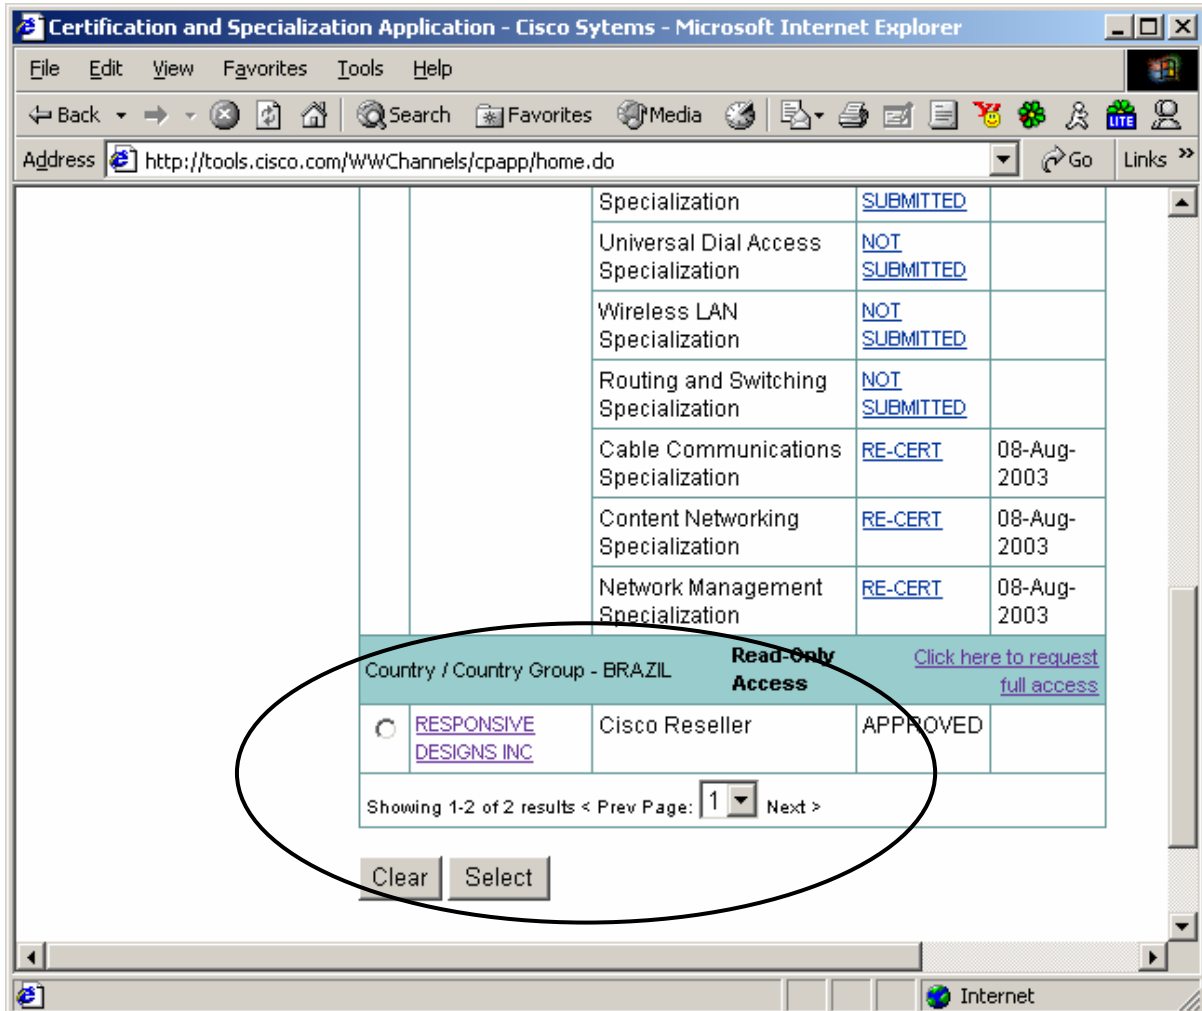 Certification and Specialization Application - Cisco Sytems - Microsoft Internet Explorer
File Edit View Favorites Tools Help
Back Search Favorites Media LITE
Address http://tools.cisco.com/WWChannels/cpapp/home.do Go Links »
Specialization SUBMITTED
Universal Dial Access NOT
Specialization SUBMITTED
Wireless LAN NOT
Specialization SUBMITTED
Routing and Switching NOT
Specialization SUBMITTED
Cable Communications RE-CERT 08-Aug-
Specialization 2003
Content Networking RE-CERT 08-Aug-
Specialization 2003
Network Management RE-CERT 08-Aug-
Specialization 2003
Country / Country Group - BRAZIL Read-Only Click here to request
Access full access
RESPONSIVE Cisco Reseller APPROVED
DESIGNS INC
Showing 1-2 of 2 results < Prev Page: 1 Next >
Clear Select
Internet